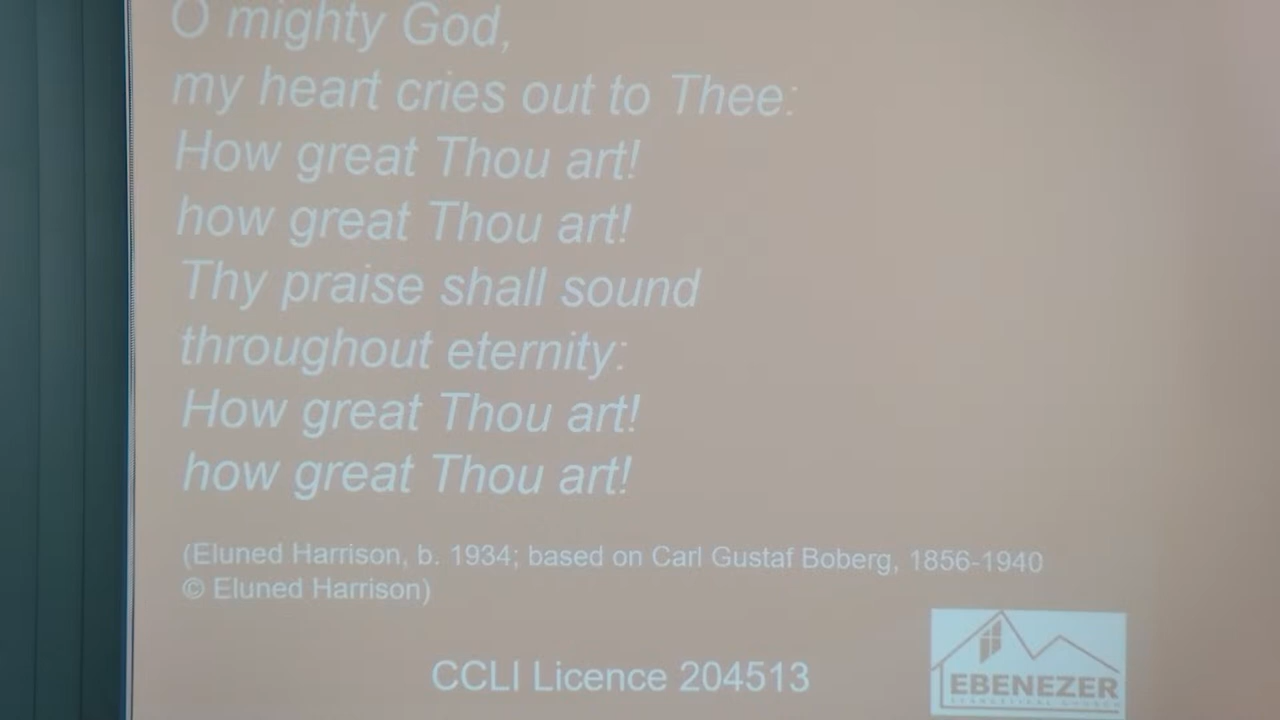 O mighty God,
my heart cries out to Thee:
How great Thou art!
how great Thou art!
Thy praise shall sound
throughout eternity:
How great Thou art!
how great Thou art!
(Eluned Harrison, b. 1934; based on Carl Gustaf Boberg, 1856-1940
© Eluned Harrison)
CCLI Licence 204513
EBENEZER
EVANGELICAL CHURCH